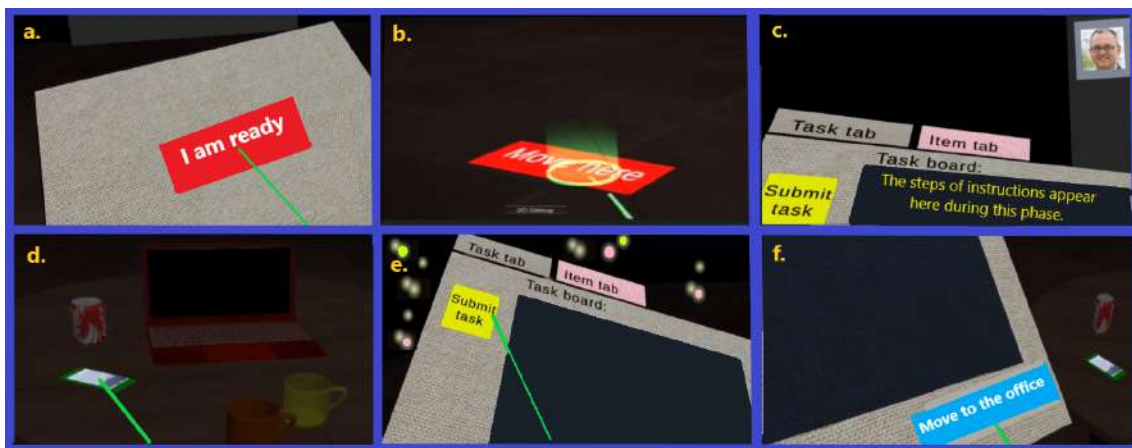 a.
I am ready
b.
Move here
c.
Task tab
Item tab
Task board:
Submit
task
The steps of instructions appear
here during this phase.
d.
e.
Task tab
Item tab
Task board:
Submit
task
f.
Move to the office